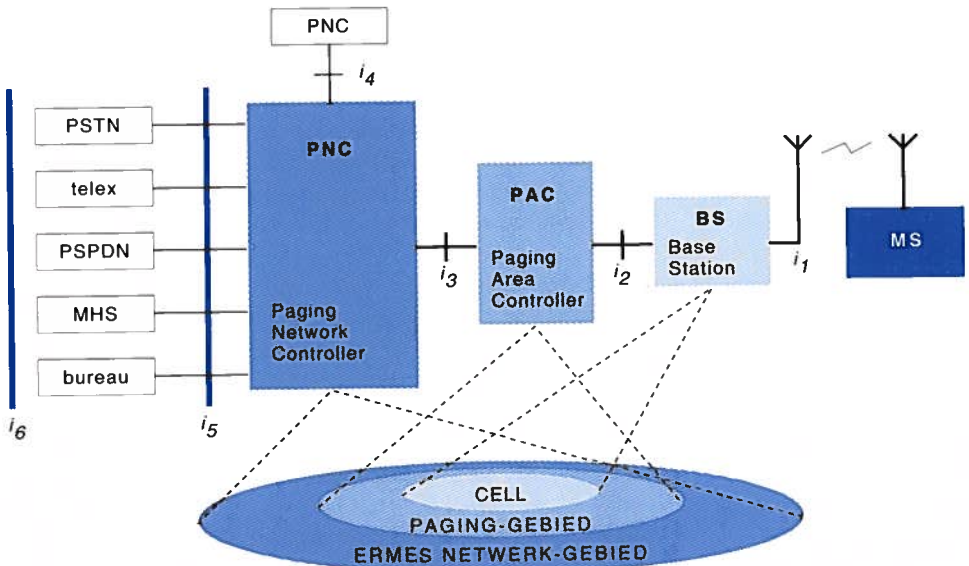 PNC
i4
PSTN
telex
PSPDN
MHS
bureau
i6
i5
PNC
Paging
Network
Controller
i3
PAC
Paging
Area
Controller
i2
BS
Base
Station
i1
MS
CELL
PAGING-GEBIED
ERMES NETWERK-GEBIED